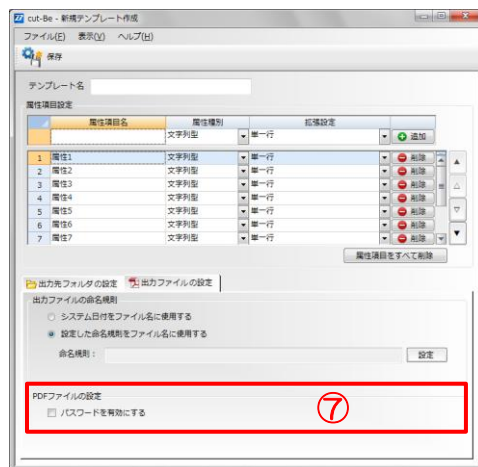 cut-Be - 新規テンプレート作成
ファイル(F) 表示(V) ヘルプ(H)
保存
テンプレート名
属性項目設定
属性項目名 属性種別 拡張設定
文字列型 単一行 追加
1 属性1 文字列型 単一行 削除
2 属性2 文字列型 単一行 削除
3 属性3 文字列型 単一行 削除
4 属性4 文字列型 単一行 削除
5 属性5 文字列型 単一行 削除
6 属性6 文字列型 単一行 削除
7 属性7 文字列型 単一行 削除
属性項目をすべて削除
出力先フォルダの設定 出力ファイルの設定
出力ファイルの命名規則
システム日付をファイル名に使用する
設定した命名規則をファイル名に使用する
命名規則： 設定
PDFファイルの設定
パスワードを有効にする
⑦